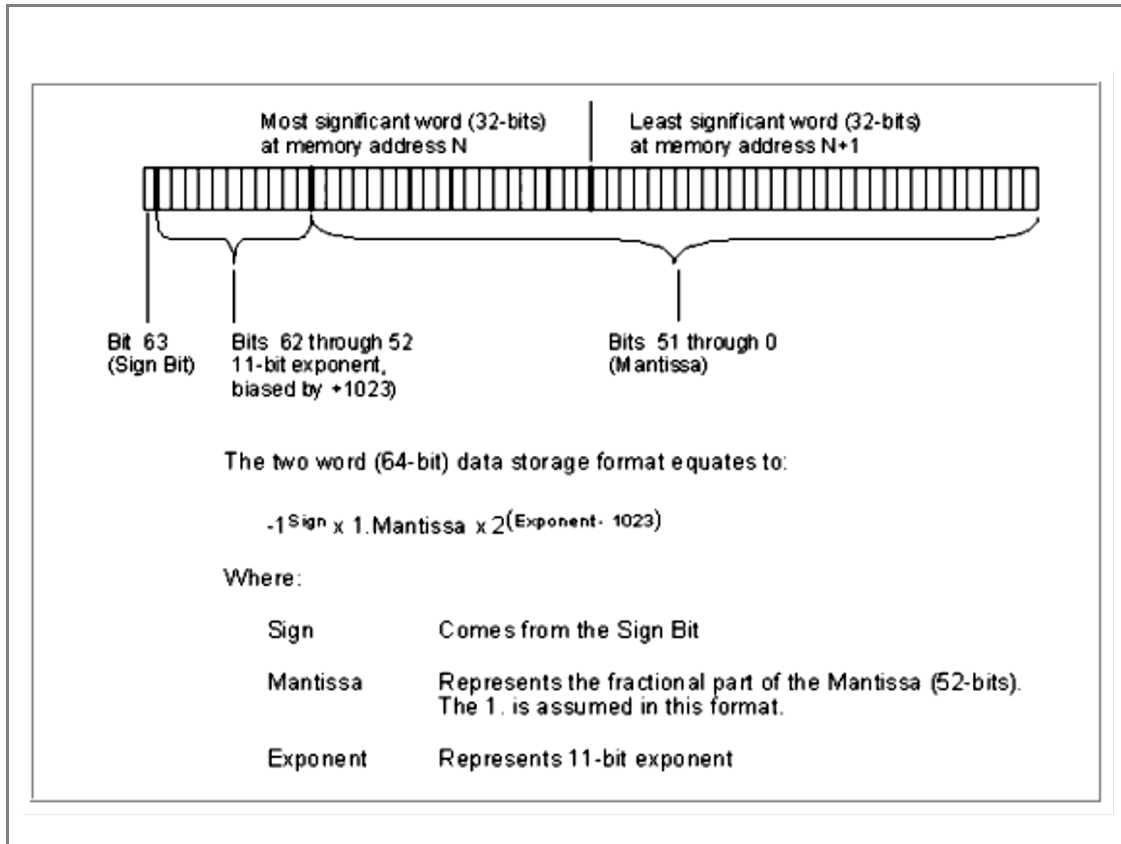 Most significant word (32-bits)
at memory address N
Least significant word (32-bits)
at memory address N+1
Bit 63
(Sign Bit)
Bits 62 through 52
11-bit exponent,
biased by +1023)
Bits 51 through 0
(Mantissa)
The two word (64-bit) data storage format equates to:
-1^Sign x 1.Mantissa x 2^(Exponent- 1023)
Where:
Sign Comes from the Sign Bit
Mantissa Represents the fractional part of the Mantissa (52-bits).
The 1. is assumed in this format.
Exponent Represents 11-bit exponent